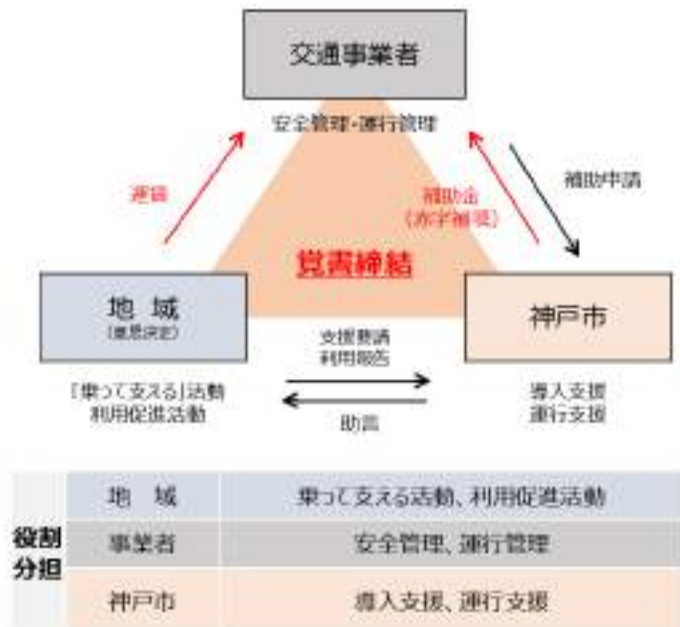 交通事業者
安全管理・運行管理
運賃
補助金
(赤字補填)
補助申請
覚書締結
地 域
(意思決定)
神戸市
支援要請
利用報告
「乗って支える」活動
利用促進活動
助言
導入支援
運行支援
役割
分担
地 域 乗って支える活動、利用促進活動
事業者 安全管理、運行管理
神戸市 導入支援、運行支援